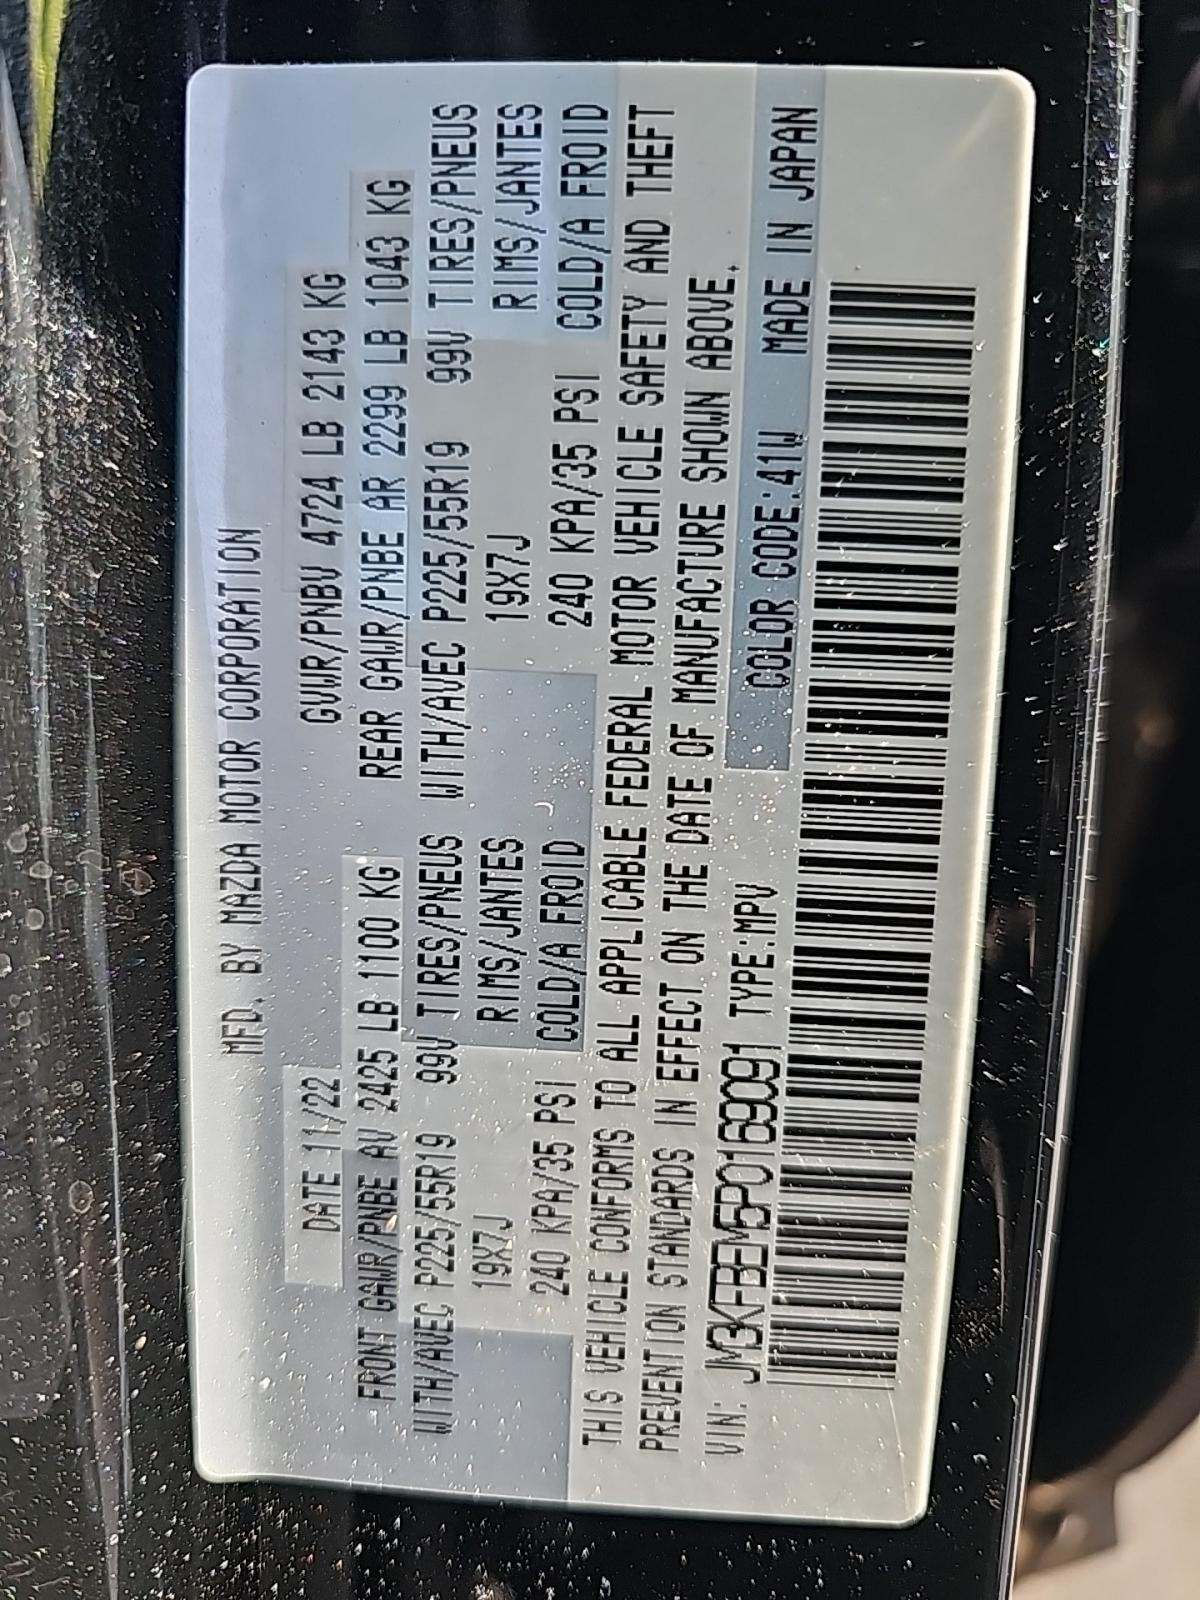 MFD. BY MAZDA MOTOR CORPORATION
DATE 11/22 GVWR/PNBV 4724 LB 2143 KG
FRONT GAWR/PNBE AV 2425 LB 1100 KG REAR GAWR/PNBE AR 2299 LB 1043 KG
WITH/AVEC P225/55R19 99V TIRES/PNEUS WITH/AVEC P225/55R19 99V TIRES/PNEUS
19X7J RIMS/JANTES 19X7J RIMS/JANTES
240 KPA/35 PSI COLD/A FROID 240 KPA/35 PSI COLD/A FROID
THIS VEHICLE CONFORMS TO ALL APPLICABLE FEDERAL MOTOR VEHICLE SAFETY AND THEFT
PREVENTION STANDARDS IN EFFECT ON THE DATE OF MANUFACTURE SHOWN ABOVE.
VIN: JM3KFBEM5P0169091 TYPE:MPV COLOR CODE:41W MADE IN JAPAN